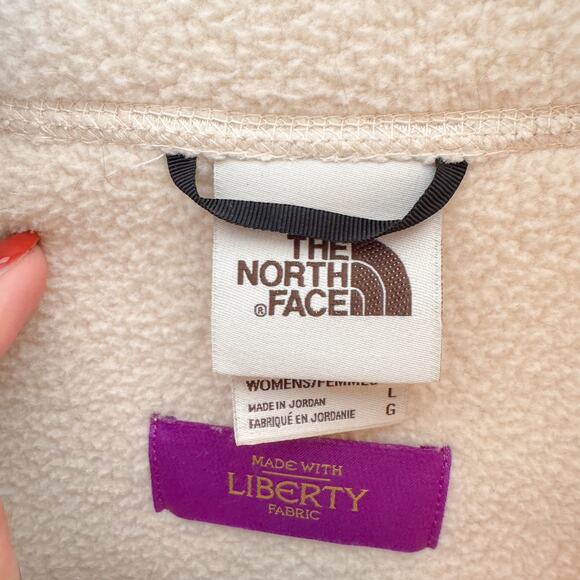 THE
NORTH
®FACE
WOMENS/FEMMES L
MADE IN JORDAN
FABRIQUÉ EN JORDANIE G
MADE WITH
LIBERTY
FABRIC